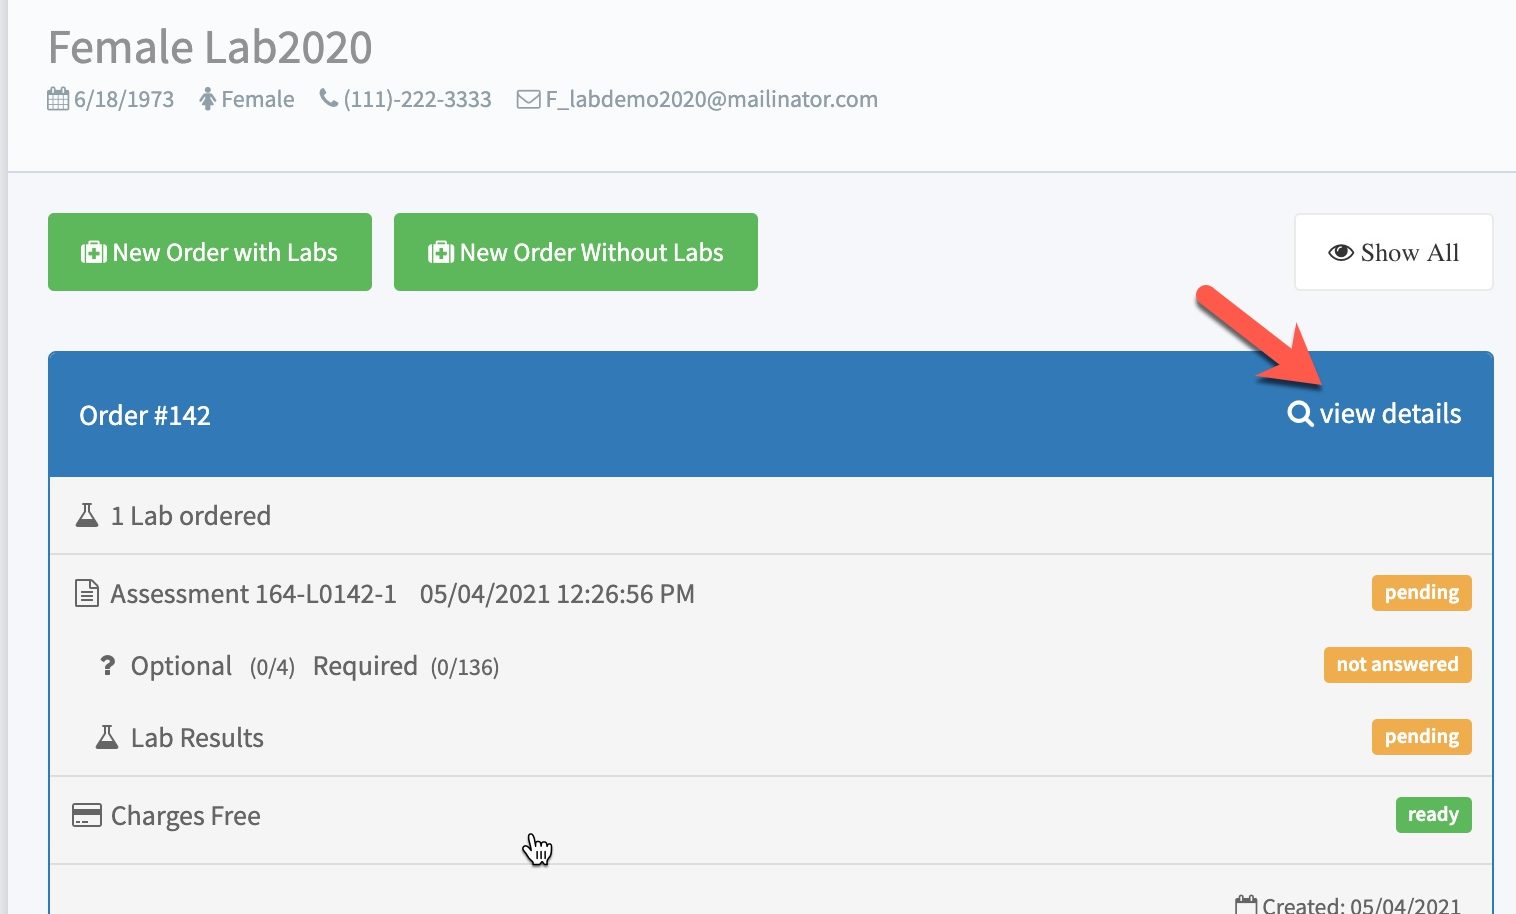 Female Lab2020
6/18/1973 Female (111)-222-3333 F_labdemo2020@mailinator.com
New Order with Labs New Order Without Labs Show All
Order #142 view details
1 Lab ordered
Assessment 164-L0142-1 05/04/2021 12:26:56 PM pending
? Optional (0/4) Required (0/136) not answered
Lab Results pending
Charges Free ready
Created: 05/04/2021